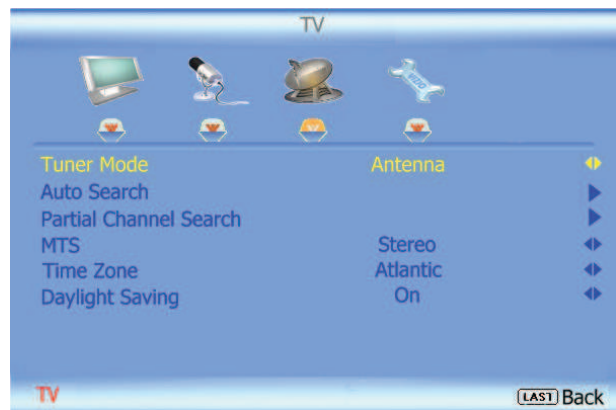 TV
Tuner Mode Antenna
Auto Search
Partial Channel Search
MTS Stereo
Time Zone Atlantic
Daylight Saving On
TV LAST Back